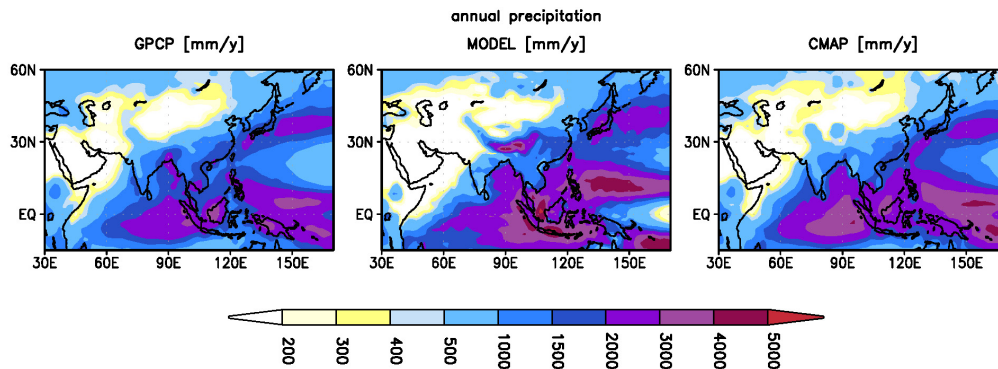 annual precipitation
GPCP [mm/y] MODEL [mm/y] CMAP [mm/y]
60N 60N 60N
30N 30N 30N
EQ EQ EQ
30E 60E 90E 120E 150E 30E 60E 90E 120E 150E 30E 60E 90E 120E 150E
200 300 400 500 1000 1500 2000 3000 4000 5000